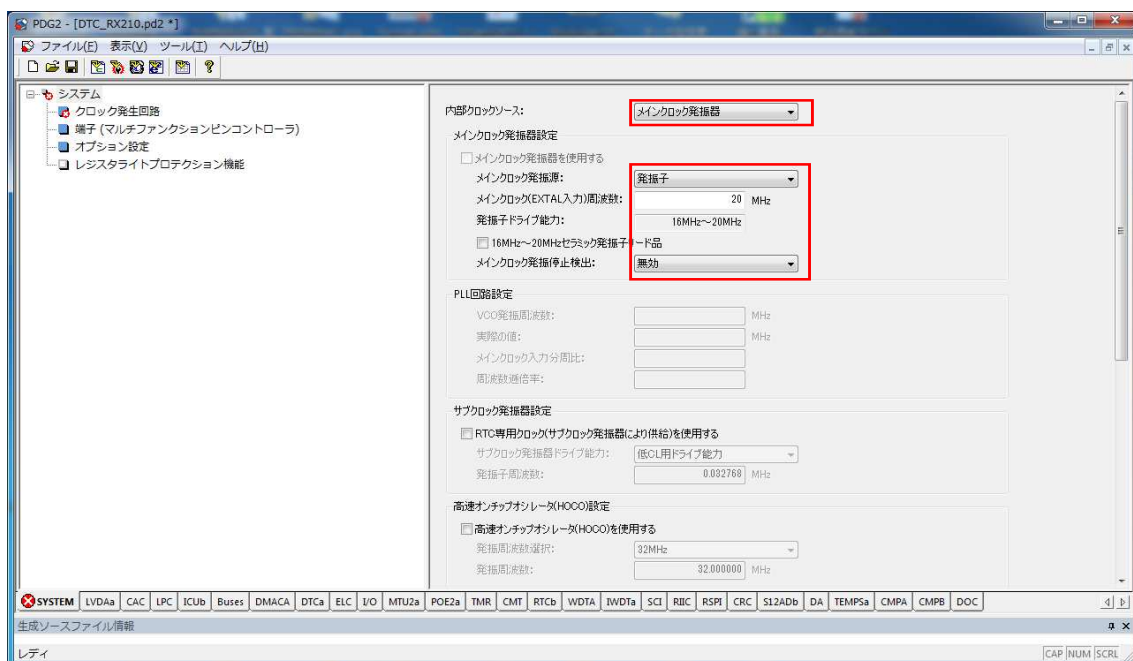 PDG2 - [DTC_RX210.pd2 *]
ファイル(F) 表示(V) ツール(T) ヘルプ(H)
システム
クロック発生回路
端子 (マルチファンクションピンコントローラ)
オプション設定
レジスタライトプロテクション機能
内部クロックソース: メインクロック発振器
メインクロック発振器設定
メインクロック発振器を使用する
メインクロック発振源: 発振子
メインクロック(EXTAL入力)周波数: 20 MHz
発振子ドライブ能力: 16MHz～20MHz
16MHz～20MHzセラミック発振子リード品
メインクロック発振停止検出: 無効
PLL回路設定
VCO発振周波数: MHz
実際の値: MHz
メインクロック入力分周比:
周波数逓倍率:
サブクロック発振器設定
RTC専用クロック(サブクロック発振器により供給)を使用する
サブクロック発振器ドライブ能力: 低CL用ドライブ能力
発振子周波数: 0.032768 MHz
高速オンチップオシレータ(HOCO)設定
高速オンチップオシレータ(HOCO)を使用する
発振周波数選択: 32MHz
発振周波数: 32.000000 MHz
SYSTEM LVDAa CAC LPC ICUb Buses DMACA DTCa ELC I/O MTU2a POE2a TMR CMT RTCb WDTA IWDTa SCI RIIC RSPI CRC S12ADb DA TEMPSa CMPA CMPB DOC
生成ソースファイル情報
レディ CAP NUM SCRL